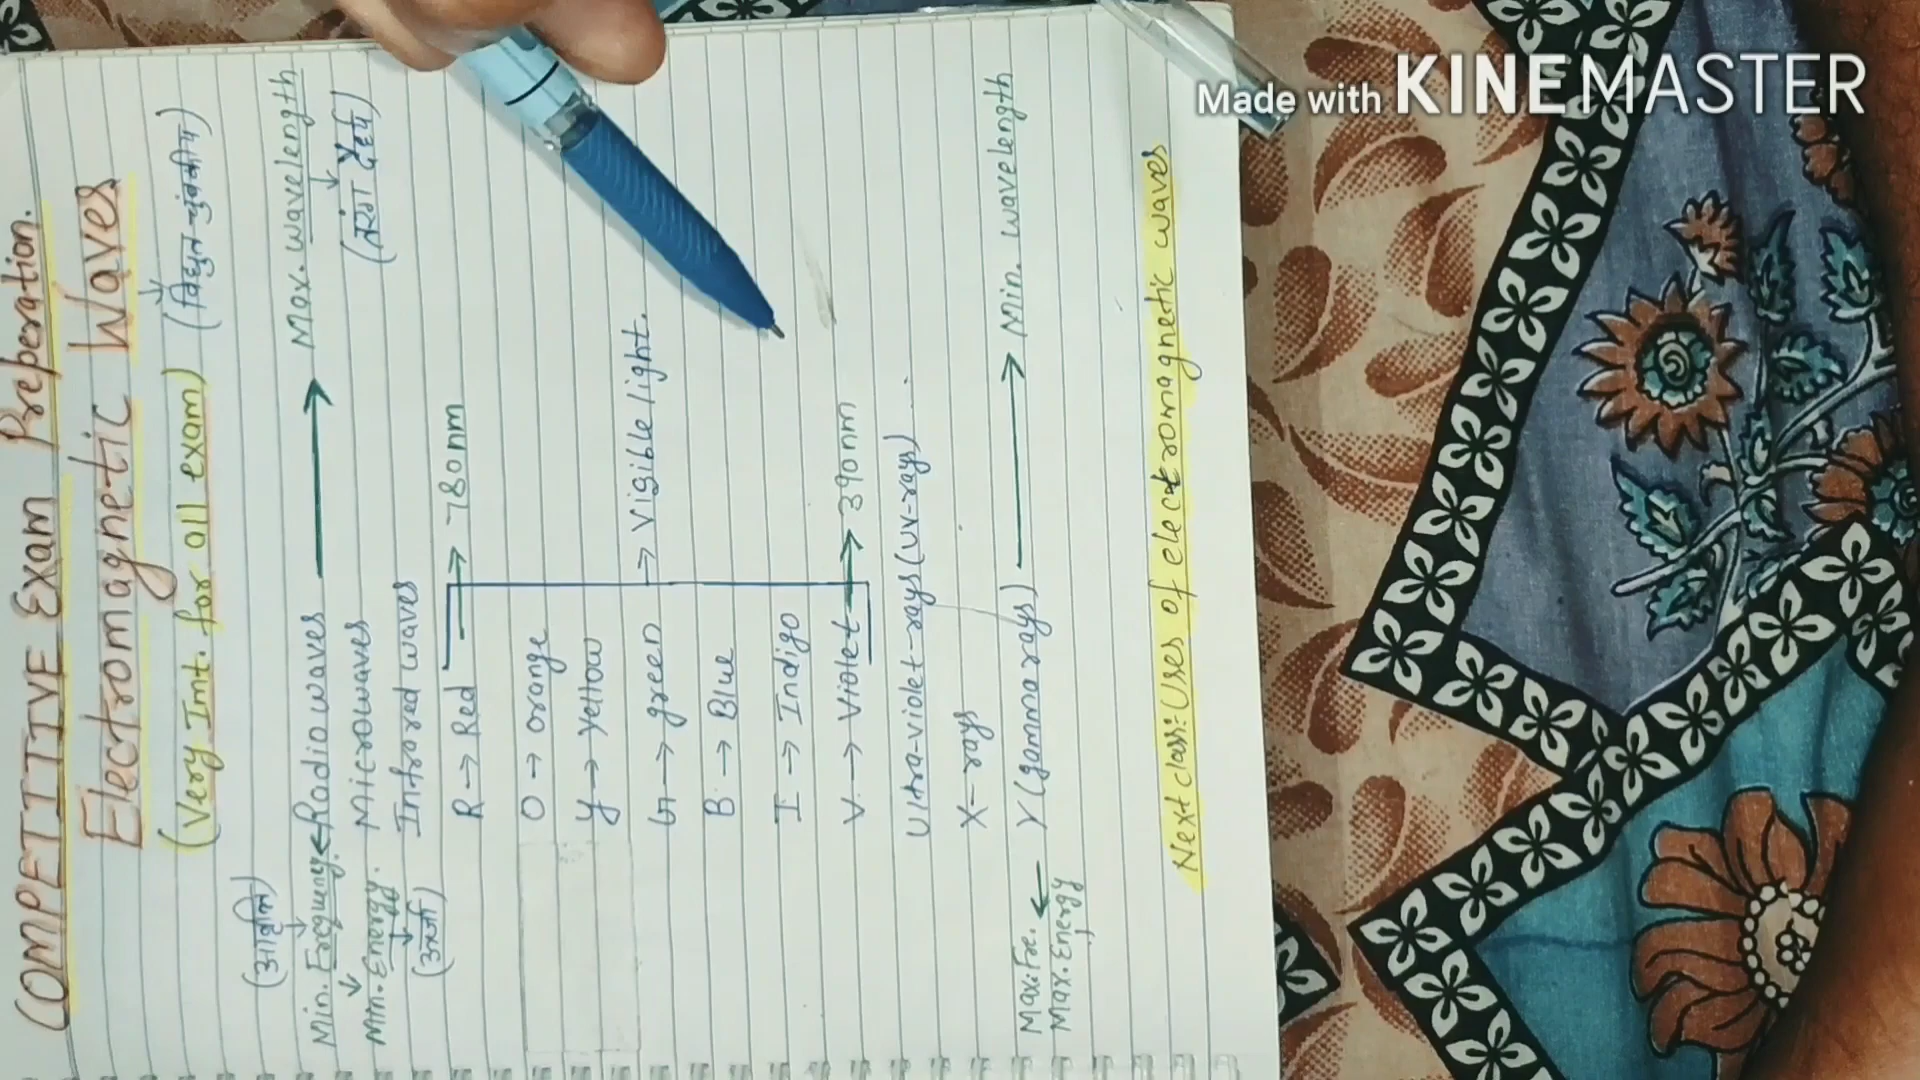 COMPETITIVE EXAM Preperation.
Electromagnetic Waves
(Very Imt. for all exam) (विद्युत-चुंबकीय)
(आवृति)
Min. Frequency ← Radio waves → Max. wavelength
Min. Energy. Microwaves (तरंग दैर्ध्य)
(ऊर्जा) Infrared waves
R → Red → 780nm
O → orange
Y → Yellow
G → green → Visible light.
B → Blue
I → Indigo
V → Violet → 390nm
Ultra-violet-rays (UV-rays)
X-rays
Max. Fre. ← γ (gamma rays) → Min. wavelength
Max. Energy
Next class:- Uses of electromagnetic waves
Made with KINEMASTER